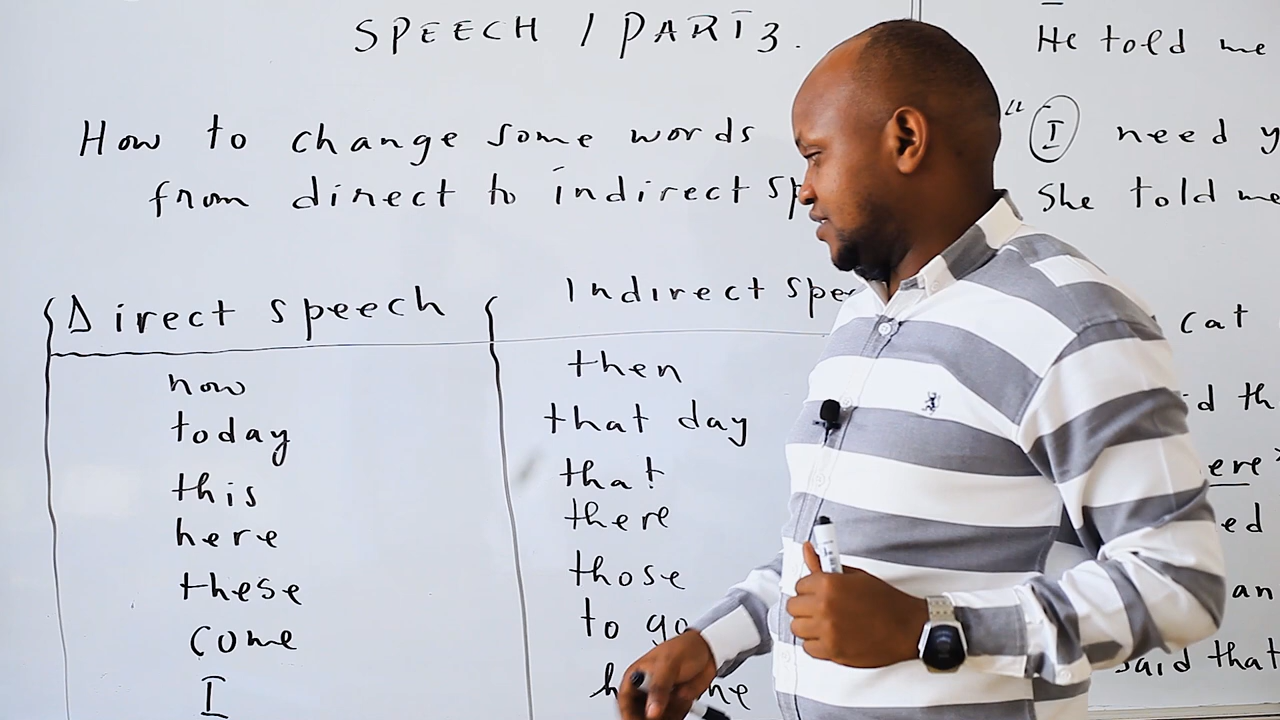 SPEECH / PART 3.
How to change some words
from direct to indirect
Direct speech
Indirect
now
then
today
that day
this
that
here
there
these
those
come
to go
I
He told me
" I need
She told me
cat
said that